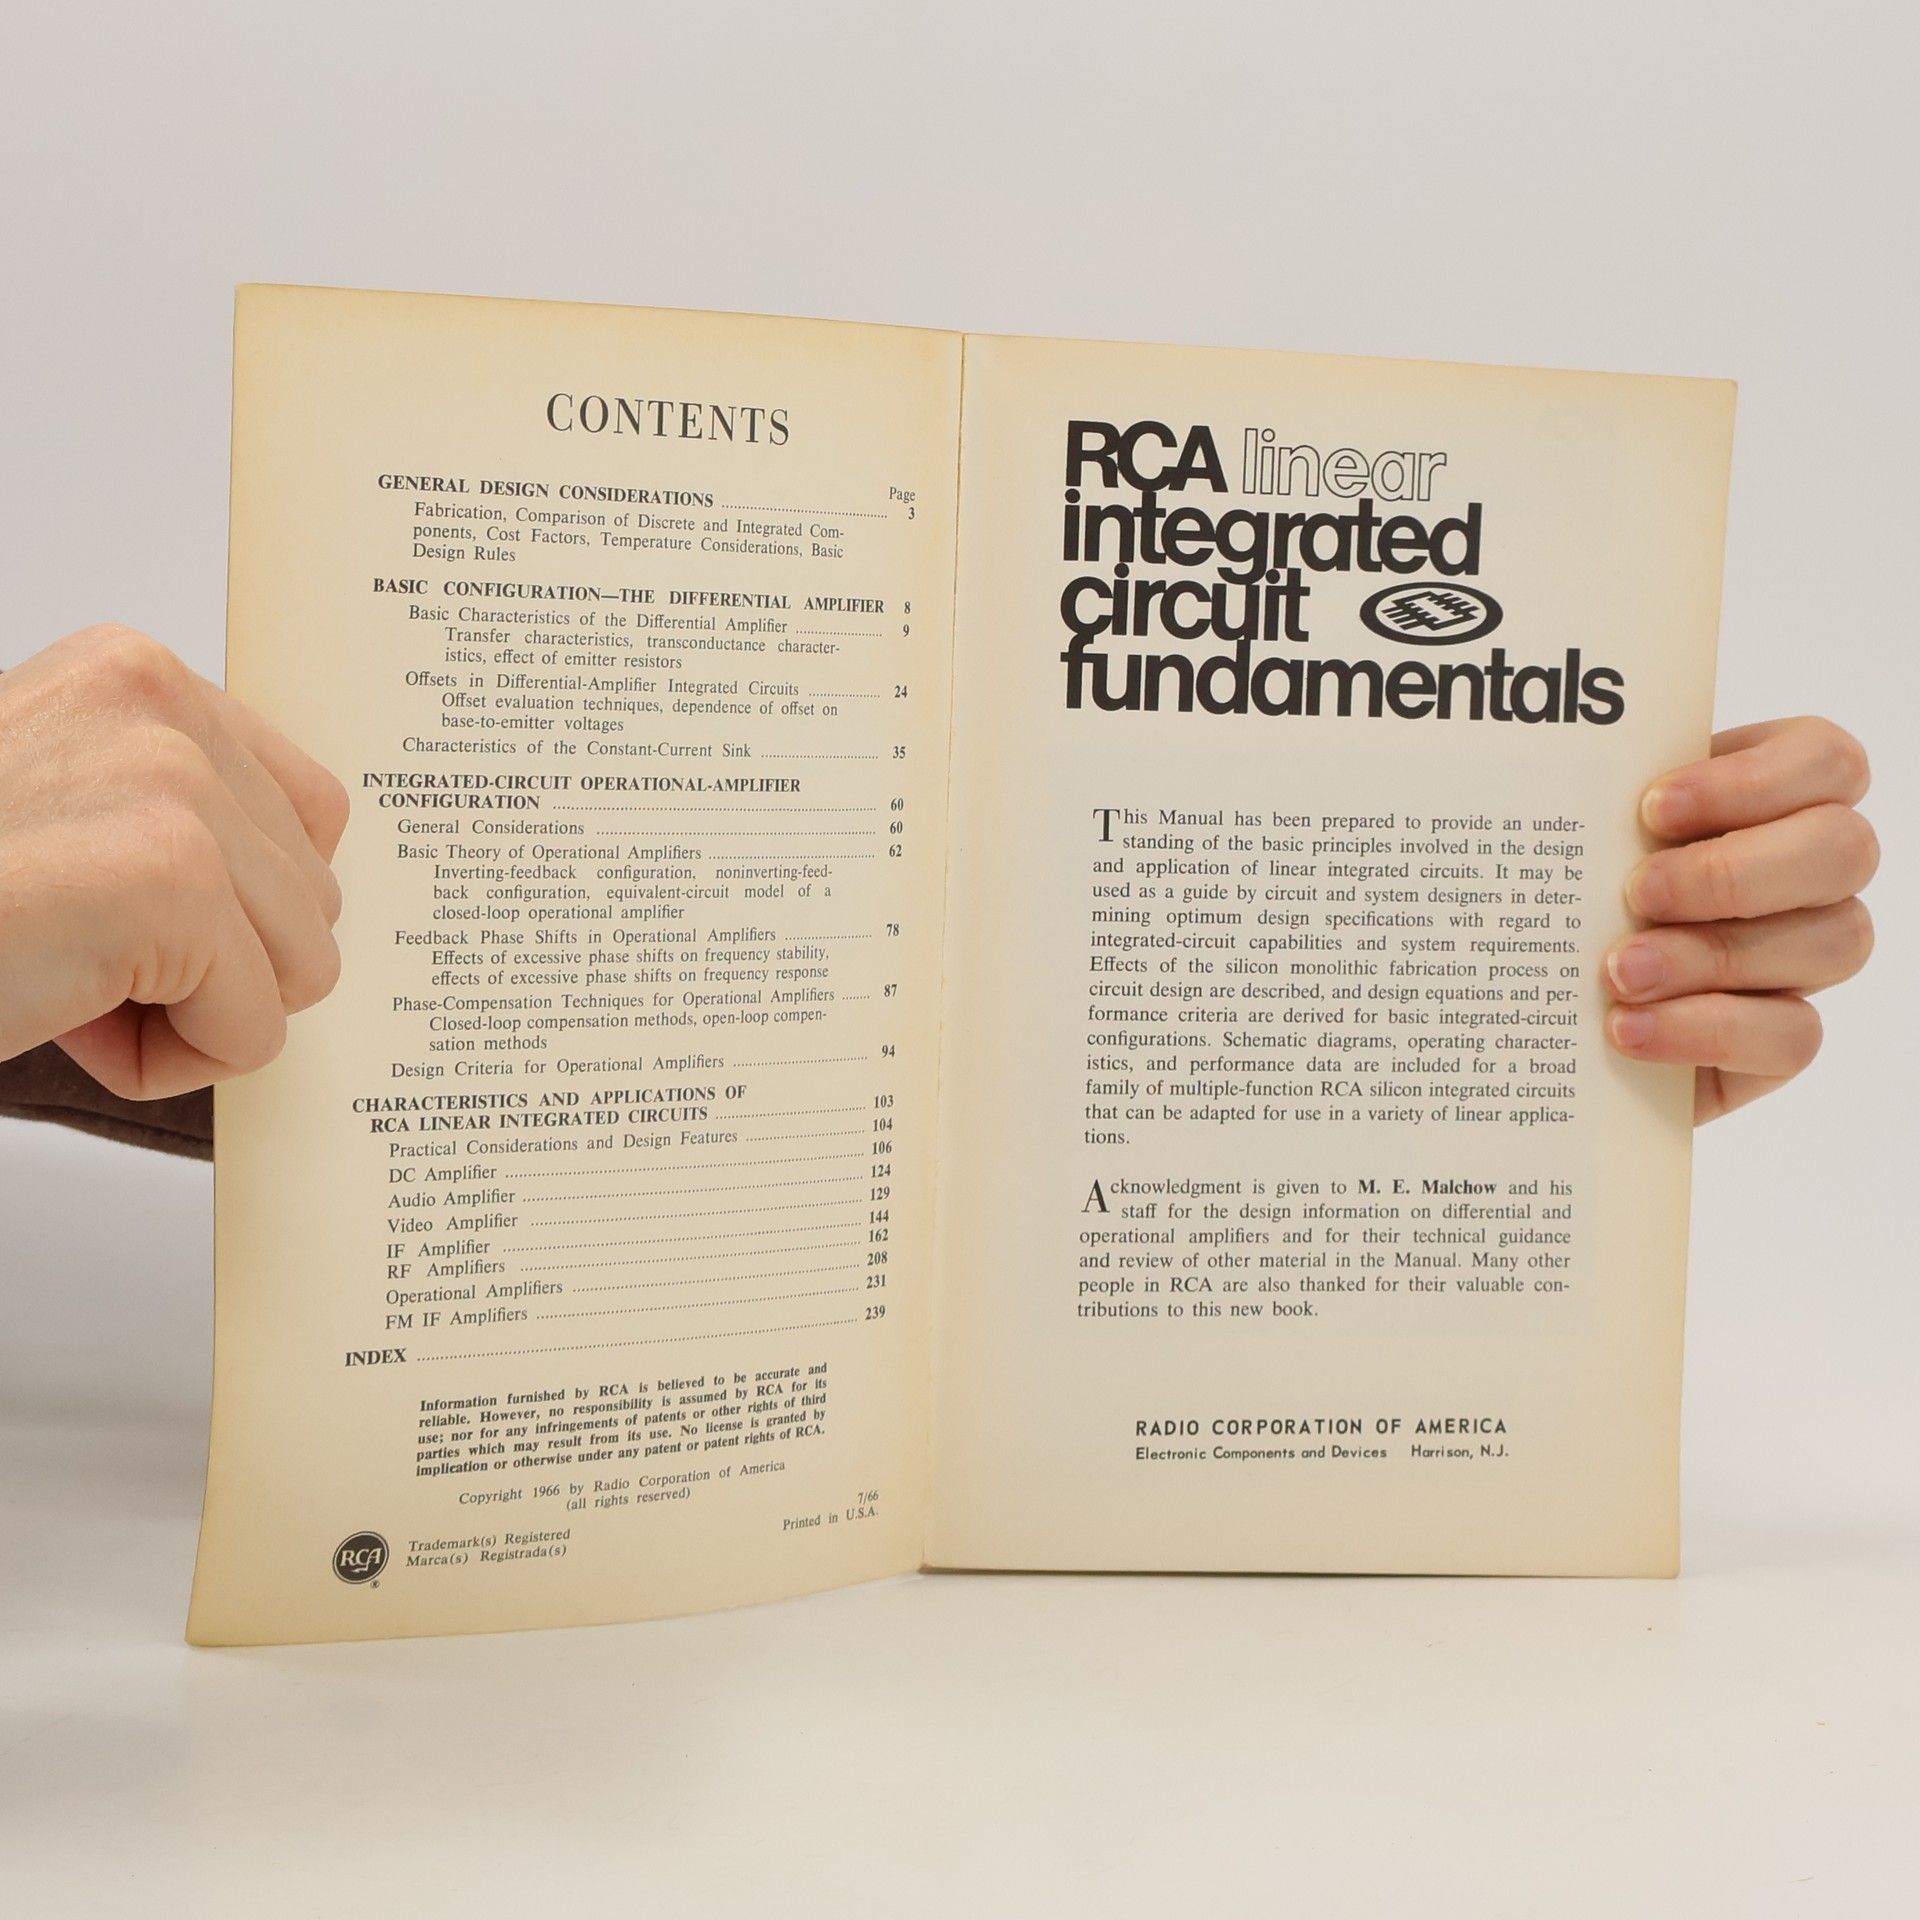 CONTENTS
Page
GENERAL DESIGN CONSIDERATIONS ........ 3
Fabrication, Comparison of Discrete and Integrated Com-
ponents, Cost Factors, Temperature Considerations, Basic
Design Rules
BASIC CONFIGURATION—THE DIFFERENTIAL AMPLIFIER 8
Basic Characteristics of the Differential Amplifier ........ 9
Transfer characteristics, transconductance character-
istics, effect of emitter resistors
Offsets in Differential-Amplifier Integrated Circuits ........ 24
Offset evaluation techniques, dependence of offset on
base-to-emitter voltages
Characteristics of the Constant-Current Sink ........ 35
INTEGRATED-CIRCUIT OPERATIONAL-AMPLIFIER
CONFIGURATION ........ 60
General Considerations ........ 60
Basic Theory of Operational Amplifiers ........ 62
Inverting-feedback configuration, noninverting-feed-
back configuration, equivalent-circuit model of a
closed-loop operational amplifier
Feedback Phase Shifts in Operational Amplifiers ........ 78
Effects of excessive phase shifts on frequency stability,
effects of excessive phase shifts on frequency response
Phase-Compensation Techniques for Operational Amplifiers ........ 87
Closed-loop compensation methods, open-loop compen-
sation methods
Design Criteria for Operational Amplifiers ........ 94
CHARACTERISTICS AND APPLICATIONS OF
RCA LINEAR INTEGRATED CIRCUITS ........ 103
Practical Considerations and Design Features ........ 104
DC Amplifier ........ 106
Audio Amplifier ........ 124
Video Amplifier ........ 129
IF Amplifier ........ 144
RF Amplifiers ........ 162
Operational Amplifiers ........ 208
FM IF Amplifiers ........ 231
INDEX ........ 239
Information furnished by RCA is believed to be accurate and
reliable. However, no responsibility is assumed by RCA for its
use; nor for any infringements of patents or other rights of third
parties which may result from its use. No license is granted by
implication or otherwise under any patent or patent rights of RCA.
Copyright 1966 by Radio Corporation of America
(all rights reserved)
7/66
Printed in U.S.A.
RCA
®
Trademark(s) Registered
Marca(s) Registrada(s)
RCA linear
integrated
circuit
fundamentals
This Manual has been prepared to provide an under-
standing of the basic principles involved in the design
and application of linear integrated circuits. It may be
used as a guide by circuit and system designers in deter-
mining optimum design specifications with regard to
integrated-circuit capabilities and system requirements.
Effects of the silicon monolithic fabrication process on
circuit design are described, and design equations and per-
formance criteria are derived for basic integrated-circuit
configurations. Schematic diagrams, operating character-
istics, and performance data are included for a broad
family of multiple-function RCA silicon integrated circuits
that can be adapted for use in a variety of linear applica-
tions.
Acknowledgment is given to M. E. Malchow and his
staff for the design information on differential and
operational amplifiers and for their technical guidance
and review of other material in the Manual. Many other
people in RCA are also thanked for their valuable con-
tributions to this new book.
RADIO CORPORATION OF AMERICA
Electronic Components and Devices Harrison, N.J.